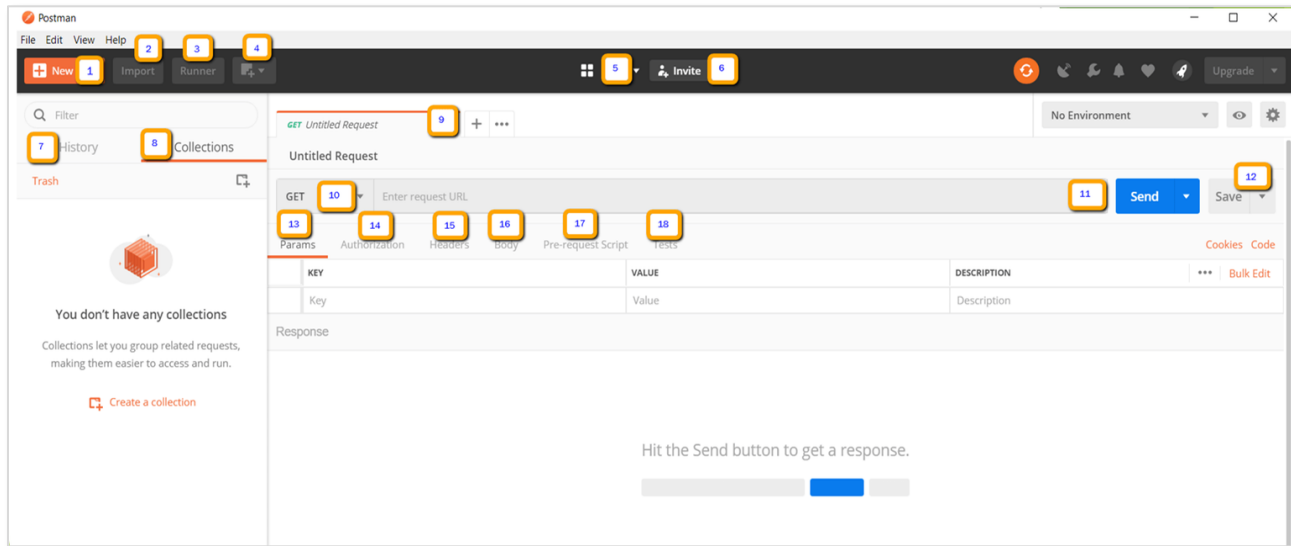 Postman
File Edit View Help
New 1 2 Import 3 Runner 4 5 Invite 6 Upgrade
Filter
7 History 8 Collections
Trash
You don't have any collections
Collections let you group related requests,
making them easier to access and run.
Create a collection
GET Untitled Request 9 + ••• No Environment
Untitled Request
GET 10 Enter request URL 11 Send Save 12
13 14 15 16 17 18
Params Authorization Headers Body Pre-request Script Tests Cookies Code
KEY VALUE DESCRIPTION ••• Bulk Edit
Key Value Description
Response
Hit the Send button to get a response.